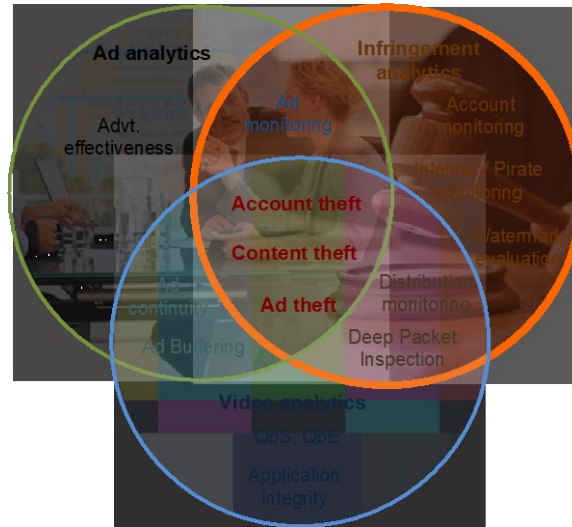 Ad analytics
Infringement
analytics
Ad
monitoring
Account
monitoring
Advt.
effectiveness
Internet / Pirate
monitoring
Account theft
Watermark
evaluation
Content theft
Ad
continuity
Distribution
monitoring
Ad theft
Ad Buffering
Deep Packet
Inspection
Video analytics
QoS, QoE
Application
integrity